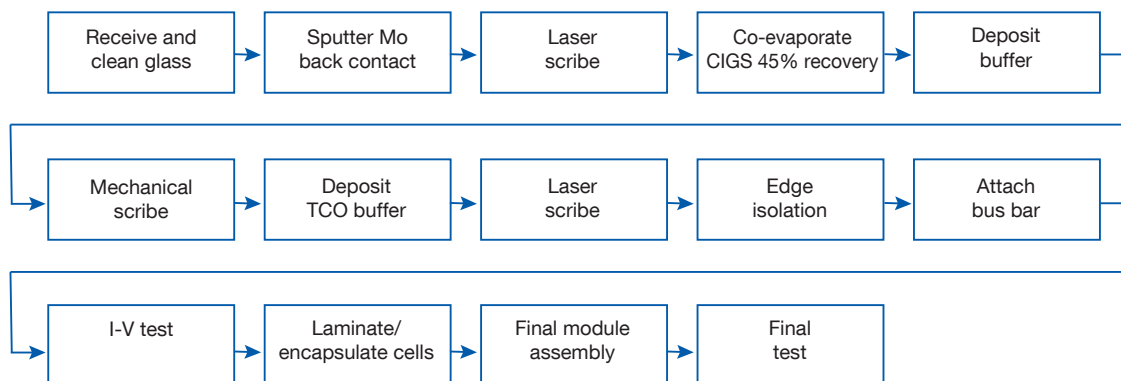 Receive and
clean glass
Sputter Mo
back contact
Laser
scribe
Co-evaporate
CIGS 45% recovery
Deposit
buffer
Mechanical
scribe
Deposit
TCO buffer
Laser
scribe
Edge
isolation
Attach
bus bar
I-V test
Laminate/
encapsulate cells
Final module
assembly
Final
test